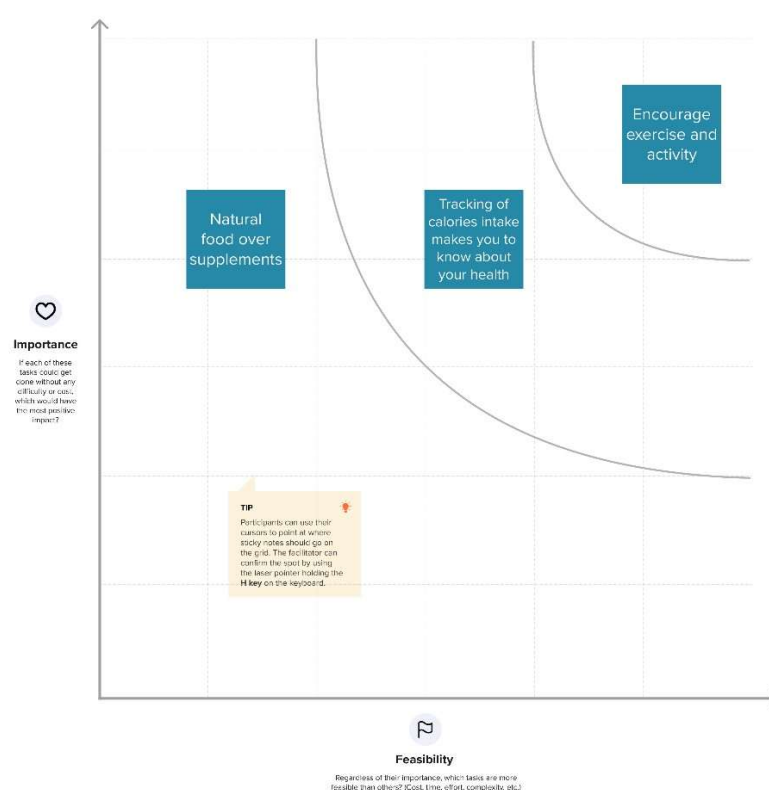 Encourage
exercise and
activity
Natural
food over
supplements
Tracking of
calories intake
makes you to
know about
your health
Importance
If each of these
tasks could get
done without any
difficulty or cost,
which would have
the most positive
impact?
TIP
Participants can use their
cursors to point at where
sticky notes should go on
the grid. The facilitator can
confirm the spot by using
the laser pointer holding the
H key on the keyboard.
Feasibility
Regardless of their importance, which tasks are more
feasible than others? (Cost, time, effort, complexity, etc.)